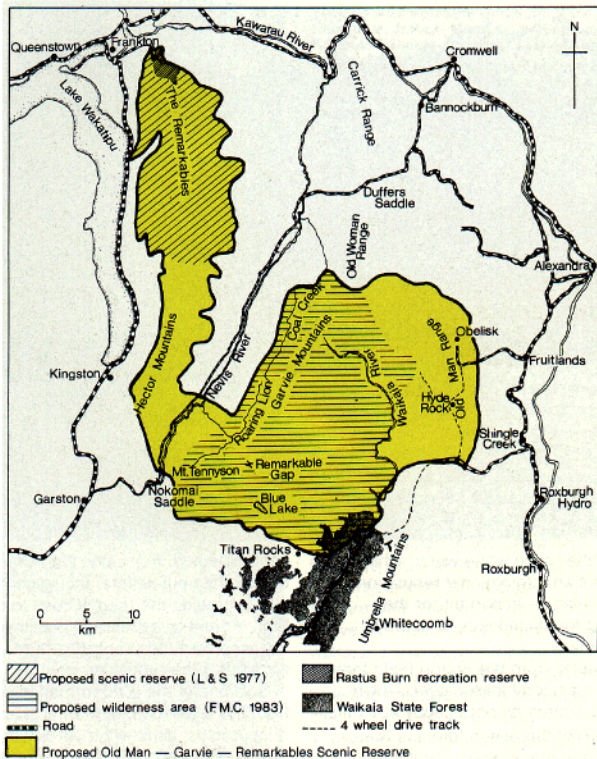 Kawarau River
N
Queenstown
Frankton
Cromwell
Lake Wakatipu
The Remarkables
Carrick Range
Bannockburn
Duffers
Saddle
Old Woman
Range
Alexandra
Coal Creek
Obelisk
Nevis River
Garvie Mountains
Old Man Range
Fruitlands
Kingston
Hector Mountains
Roaring Lion
Waikaia
River
Hyde
Rock
Shingle
Creek
Mt. Tennyson
Remarkable
Gap
Garston
Nokomai
Saddle
Blue
Lake
Roxburgh
Hydro
Titan Rocks
Umbrella Mountains
Roxburgh
Whitecoomb
0 5 10
km
Proposed scenic reserve (L & S 1977)
Rastus Burn recreation reserve
Proposed wilderness area (F.M.C. 1983)
Waikaia State Forest
Road
4 wheel drive track
Proposed Old Man — Garvie — Remarkables Scenic Reserve